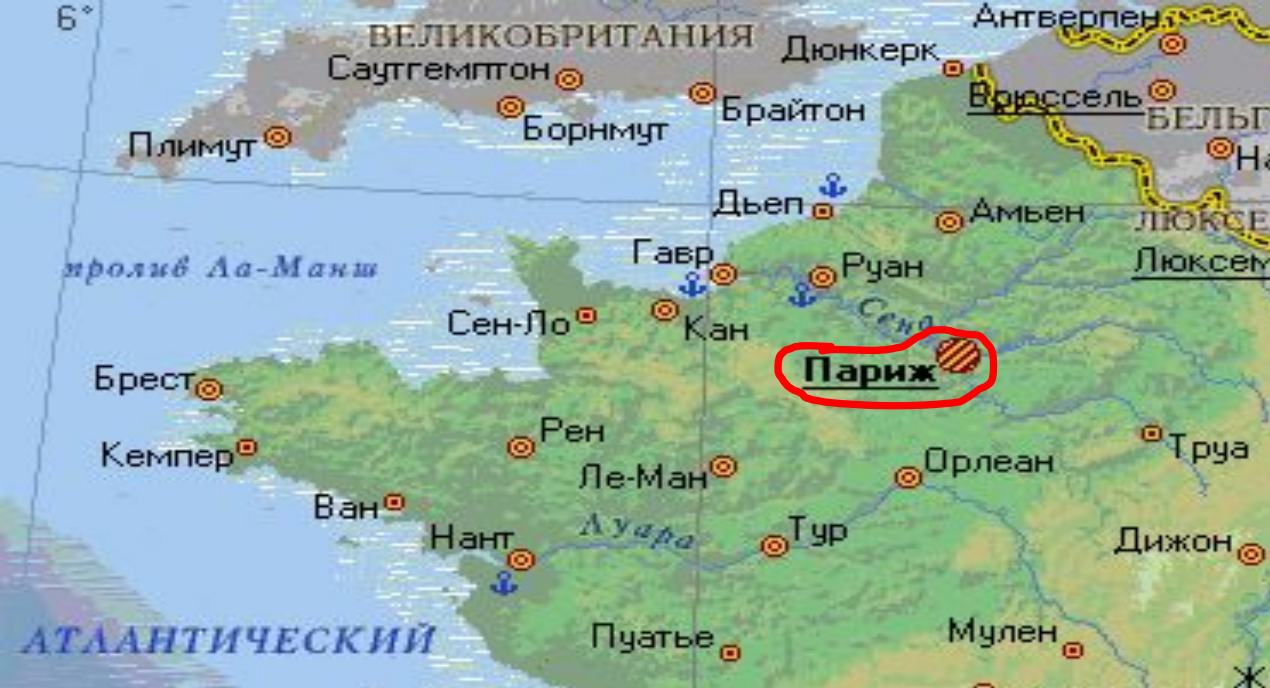 6°
ВЕЛИКОБРИТАНИЯ
Антверпен
Саутгемптон
Дюнкерк
Брюссель
Борнмут
Брайтон
БЕЛЬГ
Плимут
На
Дьеп
Амьен
ЛЮКСЕ
Гавр
Руан
Люксем
пролив Ла-Манш
Сен-Ло
Кан
Сена
Париж
Брест
Рен
Труа
Кемпер
Ле-Ман
Орлеан
Ван
Нант
Луара
Тур
Дижон
АТЛАНТИЧЕСКИЙ
Пуатье
Мулен
Ж